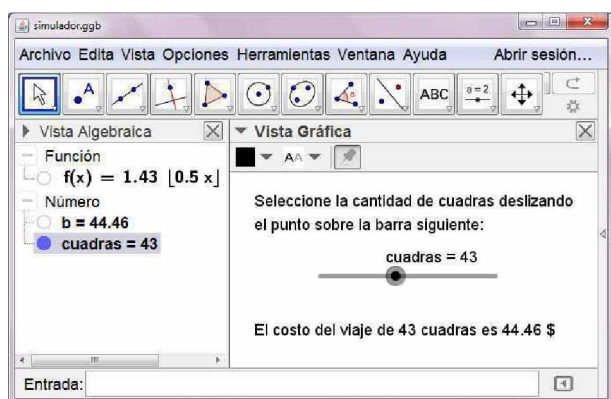 simulador.ggb
Archivo Edita Vista Opciones Herramientas Ventana Ayuda Abrir sesión...
A
ABC
a=2
Vista Algebraica
Función
f(x) = 1.43 ⌊0.5 x⌋
Número
b = 44.46
cuadras = 43
Vista Gráfica
AA
Seleccione la cantidad de cuadras deslizando
el punto sobre la barra siguiente:
cuadras = 43
El costo del viaje de 43 cuadras es 44.46 $
Entrada: